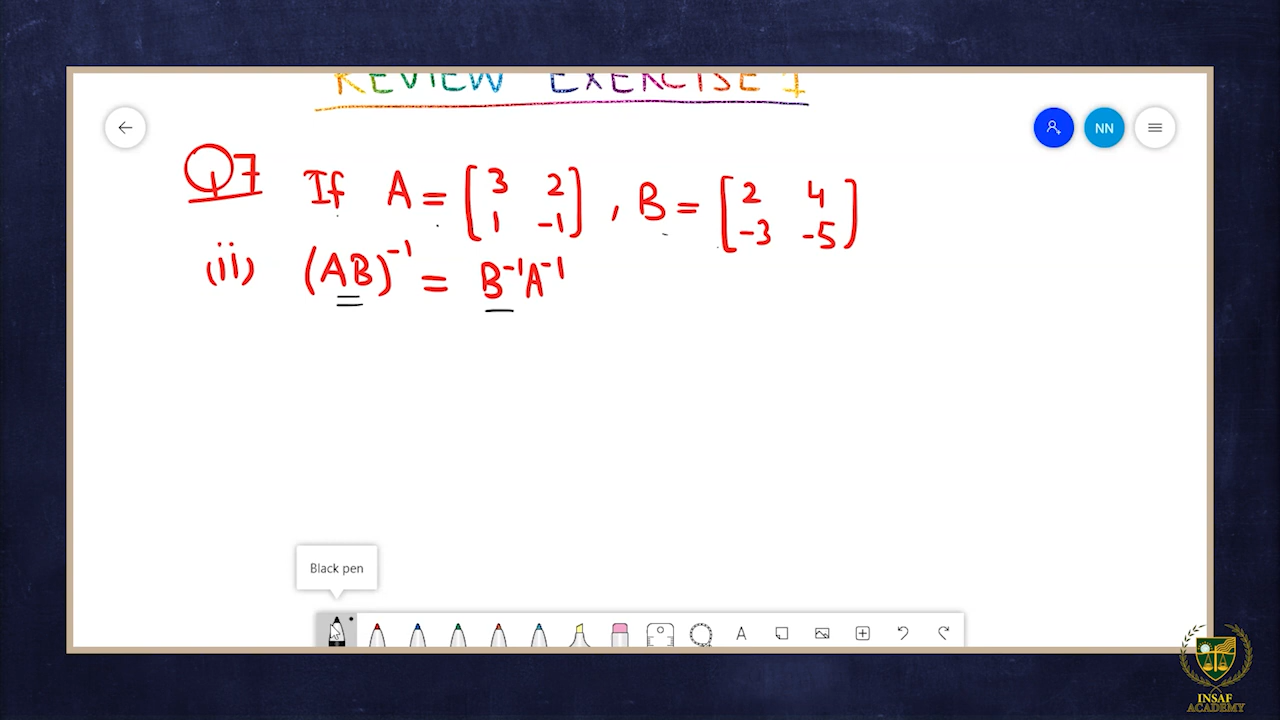 REVIEW EXERCISE 1
NN
Q7 If A = [3 2 , B = [2 4
1 -1] -3 -5]
(ii) (AB)⁻¹ = B⁻¹A⁻¹
Black pen
A
INSAF
ACADEMY